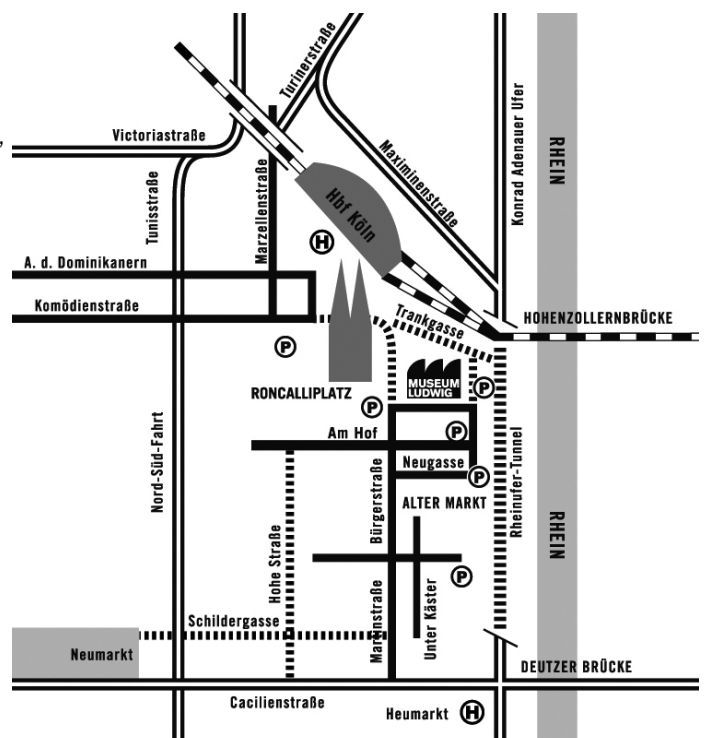 Turinerstraße
Victoriastraße
Maximinenstraße
Konrad Adenauer Ufer
RHEIN
Tunisstraße
Marzellenstraße
Hbf Köln
H
A. d. Dominikanern
Komödienstraße
Trankgasse
HOHENZOLLERNBRÜCKE
P
MUSEUM
LUDWIG
P
RONCALLIPLATZ
P
Am Hof
P
Neugasse
P
Nord-Süd-Fahrt
Bürgerstraße
Rheinufer-Tunnel
ALTER MARKT
RHEIN
Hohe Straße
P
Unter Käster
Schildergasse
Martinstraße
Neumarkt
DEUTZER BRÜCKE
Cacilienstraße
Heumarkt H